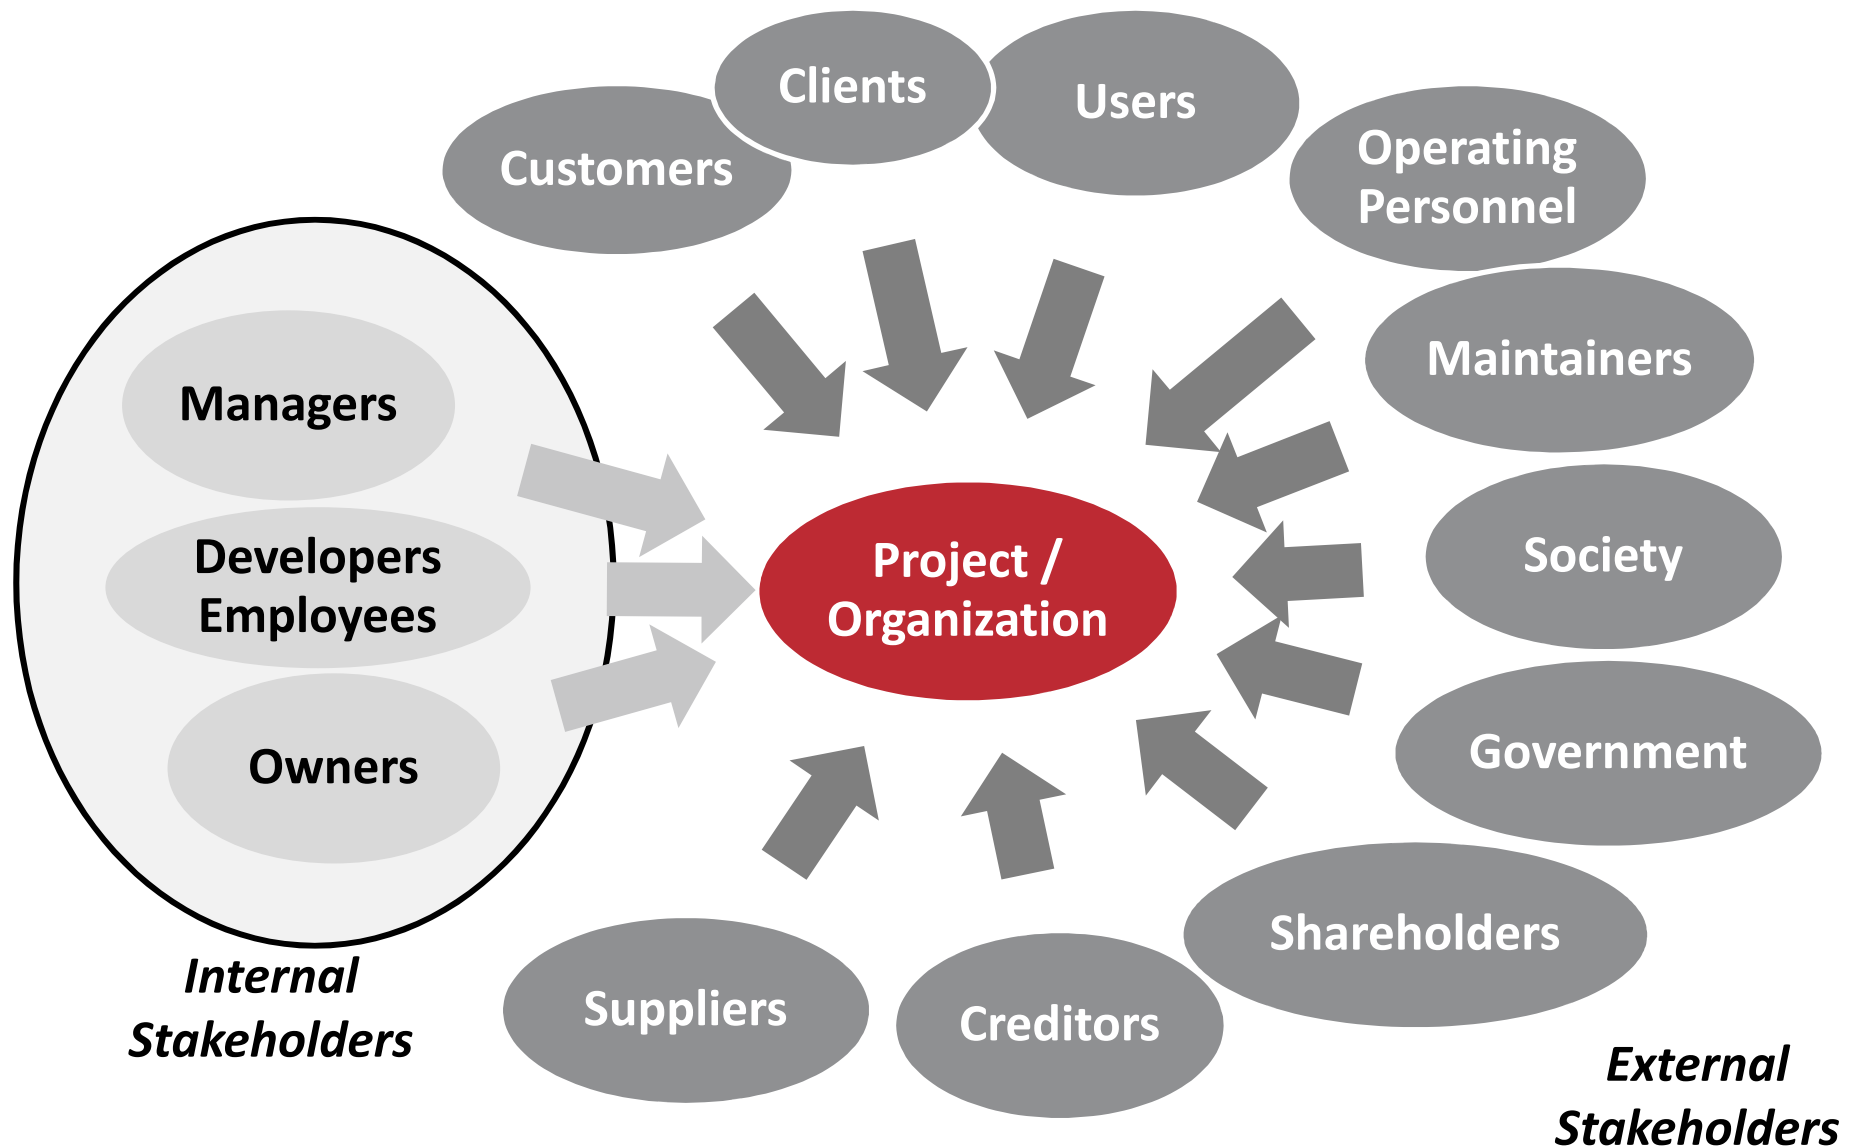 Clients
Users
Customers
Operating
Personnel
Maintainers
Managers
Developers
Employees
Owners
Project /
Organization
Society
Government
Shareholders
Suppliers
Creditors
Internal
Stakeholders
External
Stakeholders